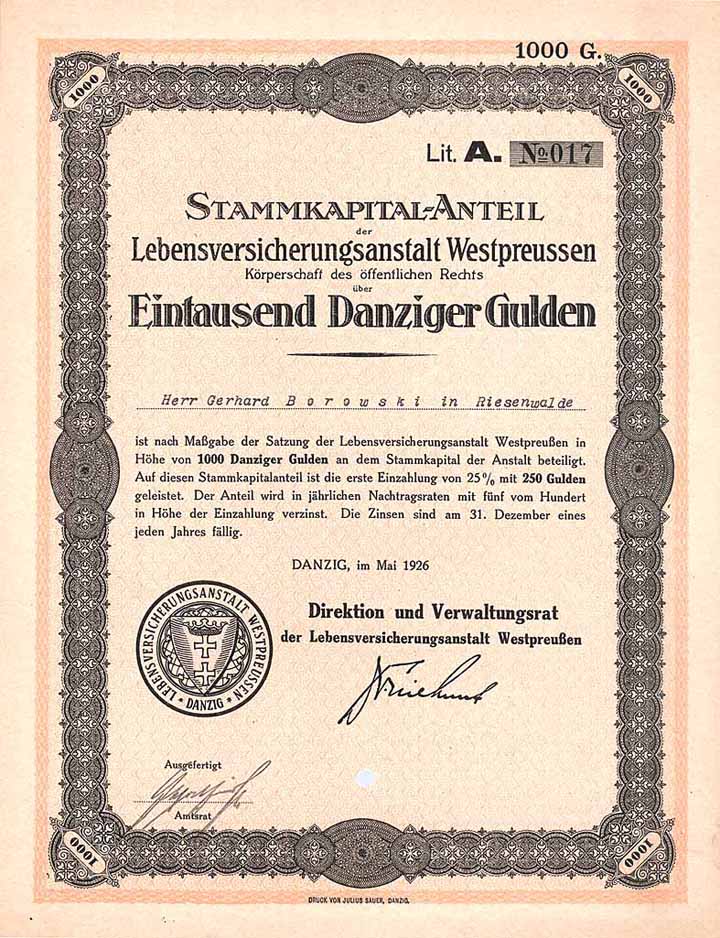 1000 G.
1000
1000
Lit. A. No. 017
STAMMKAPITAL-ANTEIL
der
Lebensversicherungsanstalt Westpreussen
Körperschaft des öffentlichen Rechts
über
Eintausend Danziger Gulden
Herr Gerhard Borowski in Riesenwalde
ist nach Maßgabe der Satzung der Lebensversicherungsanstalt Westpreußen in
Höhe von 1000 Danziger Gulden an dem Stammkapital der Anstalt beteiligt.
Auf diesen Stammkapitalanteil ist die erste Einzahlung von 25% mit 250 Gulden
geleistet. Der Anteil wird in jährlichen Nachtragsraten mit fünf vom Hundert
in Höhe der Einzahlung verzinst. Die Zinsen sind am 31. Dezember eines
jeden Jahres fällig.
DANZIG, im Mai 1926
LEBENSVERSICHERUNGSANSTALT WESTPREUSSEN
DANZIG
Direktion und Verwaltungsrat
der Lebensversicherungsanstalt Westpreußen
Ausgefertigt
Amtsrat
1000
1000
DRUCK VON JULIUS SAUER, DANZIG.